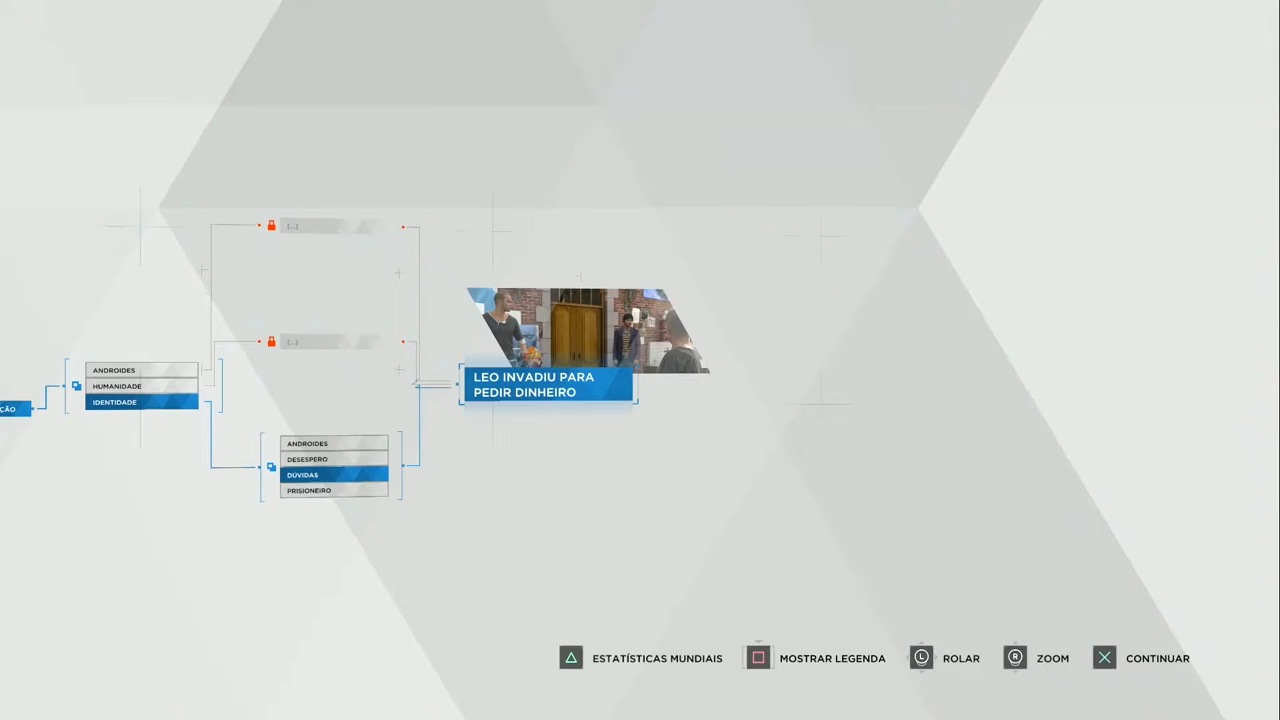 (...)
(...)
ÇÃO
ANDROIDES
HUMANIDADE
IDENTIDADE
ANDROIDES
DESESPERO
DÚVIDAS
PRISIONEIRO
LEO INVADIU PARA
PEDIR DINHEIRO
ESTATÍSTICAS MUNDIAIS
MOSTRAR LEGENDA
L
ROLAR
R
ZOOM
CONTINUAR